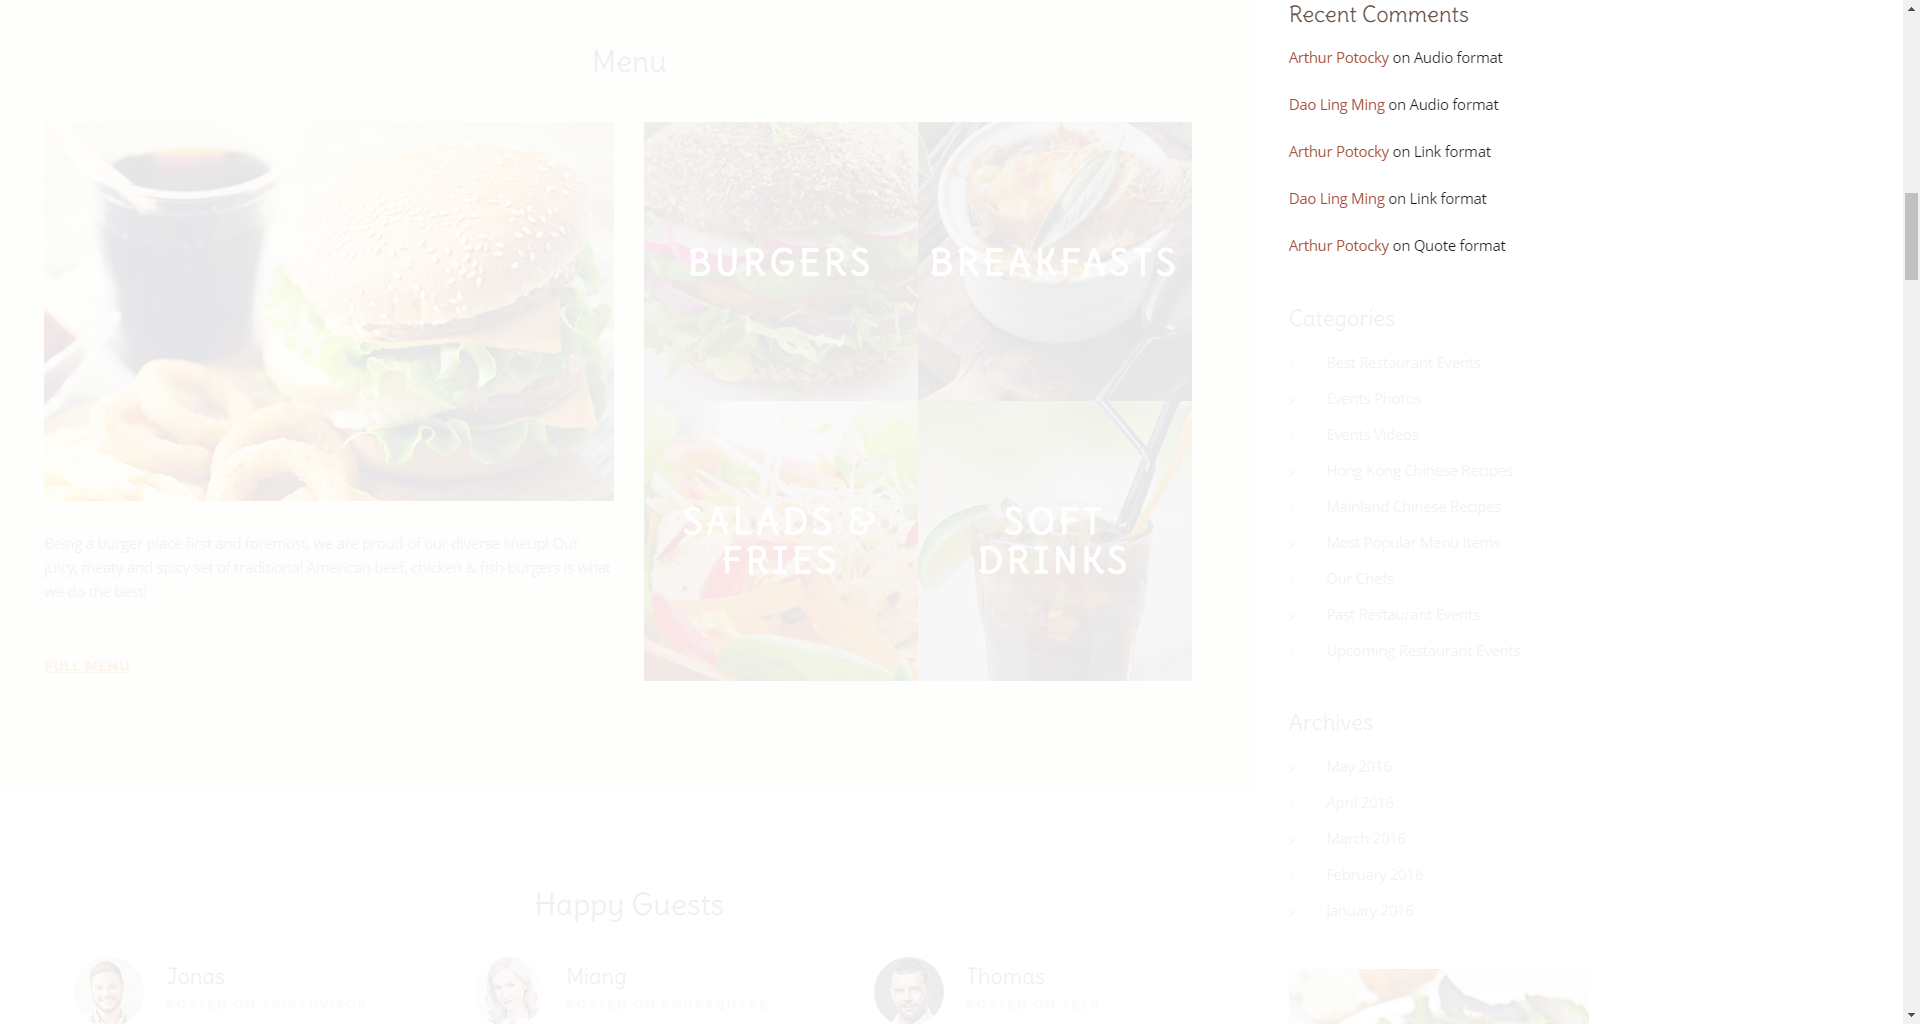 Menu
BURGERS
BREAKFASTS
SALADS &
FRIES
SOFT
DRINKS
Being a burger place first and foremost, we are proud of our diverse lineup! Our
juicy, meaty and spicy set of traditional American beef, chicken & fish burgers is what
we do the best!
FULL MENU
Happy Guests
Jonas
POSTED ON TRIPADVISOR
Miang
POSTED ON FOURSQUARE
Thomas
POSTED ON YELP
Recent Comments
Arthur Potocky on Audio format
Dao Ling Ming on Audio format
Arthur Potocky on Link format
Dao Ling Ming on Link format
Arthur Potocky on Quote format
Categories
Best Restaurant Events
Events Photos
Events Videos
Hong Kong Chinese Recipes
Mainland Chinese Recipes
Most Popular Menu Items
Our Chefs
Past Restaurant Events
Upcoming Restaurant Events
Archives
May 2016
April 2016
March 2016
February 2016
January 2016